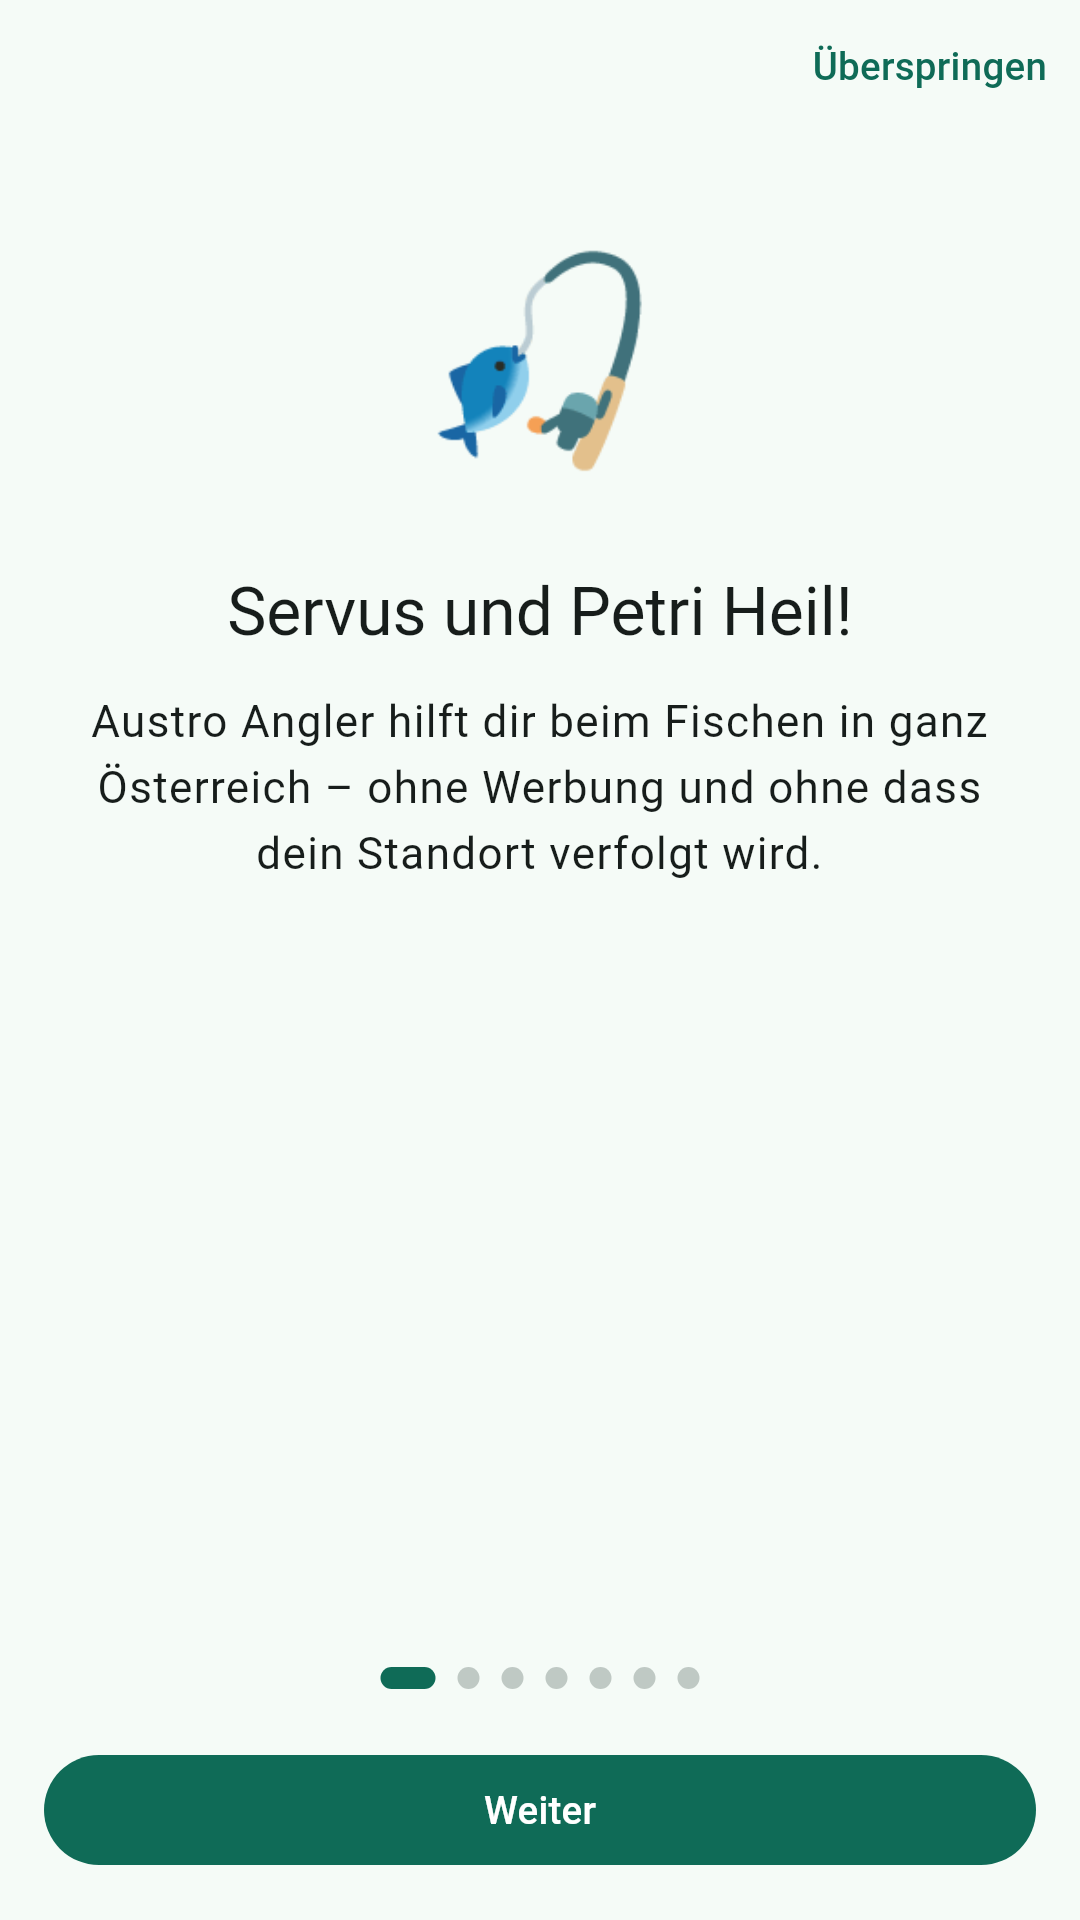 Überspringen
Servus und Petri Heil!
Austro Angler hilft dir beim Fischen in ganz
Österreich – ohne Werbung und ohne dass
dein Standort verfolgt wird.
Weiter